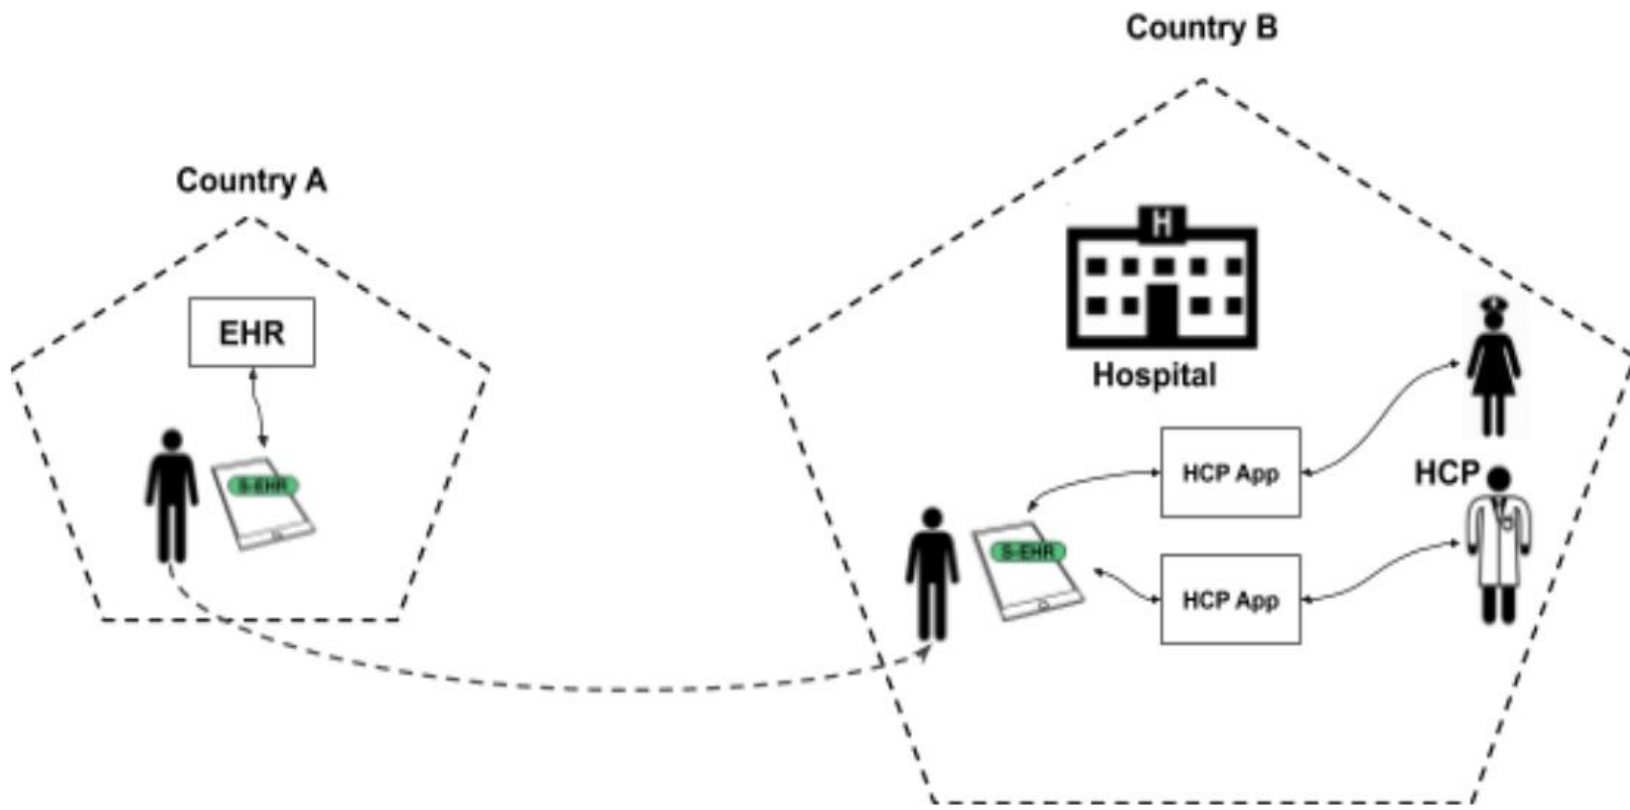 Country B
Country A
H
EHR
Hospital
S-EHR
HCP App
HCP
S-EHR
HCP App